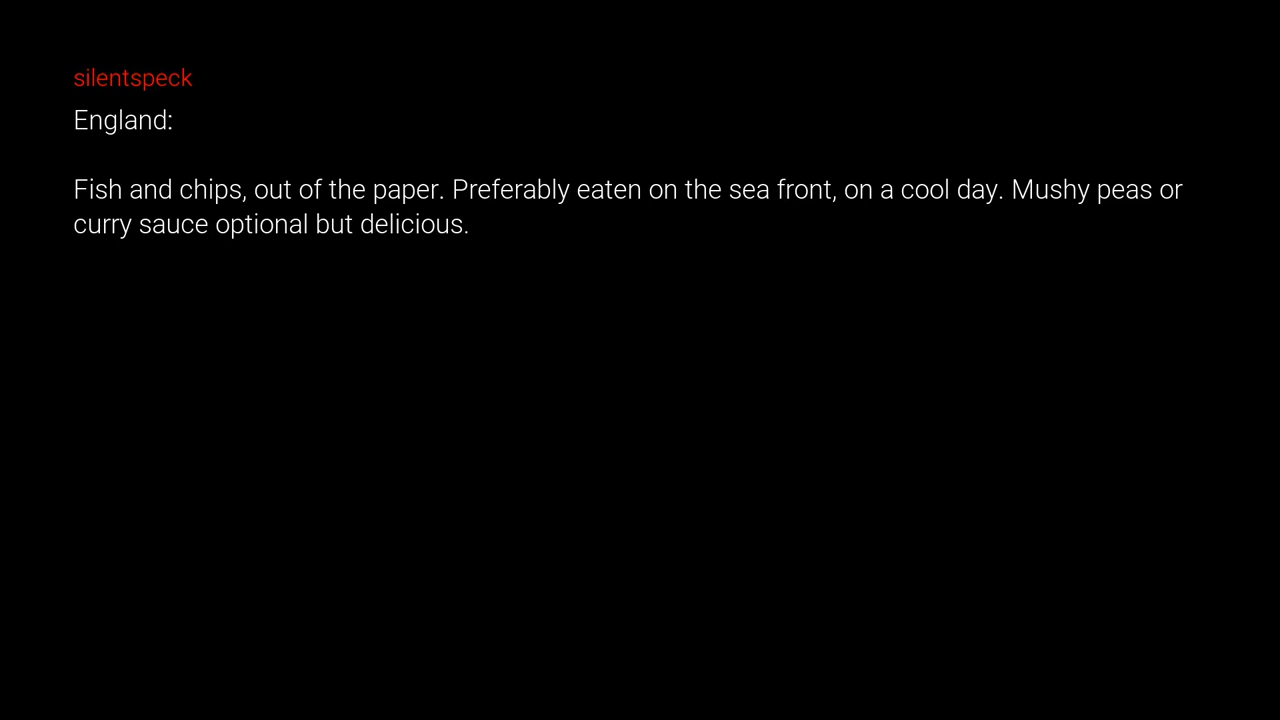 silentspeck
England:
Fish and chips, out of the paper. Preferably eaten on the sea front, on a cool day. Mushy peas or
curry sauce optional but delicious.